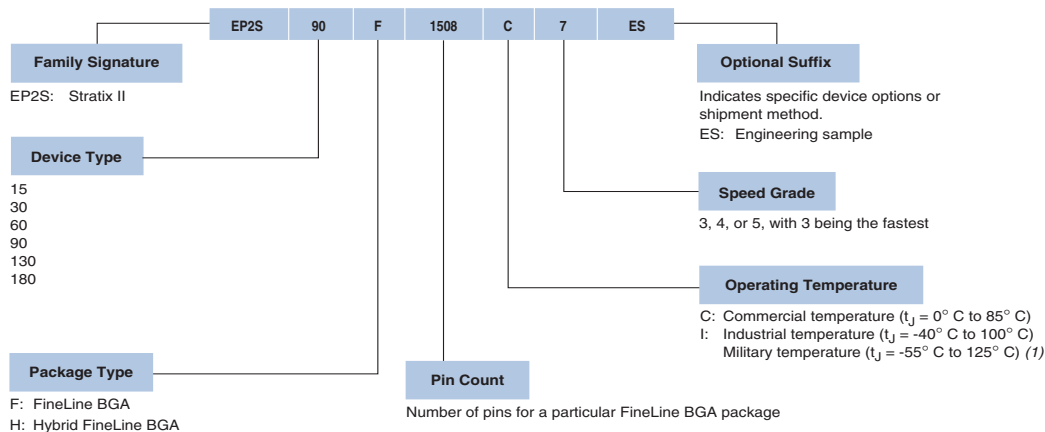 EP2S 90 F 1508 C 7 ES
Family Signature
EP2S: Stratix II
Optional Suffix
Indicates specific device options or
shipment method.
ES: Engineering sample
Device Type
15
30
60
90
130
180
Speed Grade
3, 4, or 5, with 3 being the fastest
Operating Temperature
C: Commercial temperature (tJ = 0° C to 85° C)
I: Industrial temperature (tJ = -40° C to 100° C)
Military temperature (tJ = -55° C to 125° C) (1)
Package Type
F: FineLine BGA
H: Hybrid FineLine BGA
Pin Count
Number of pins for a particular FineLine BGA package